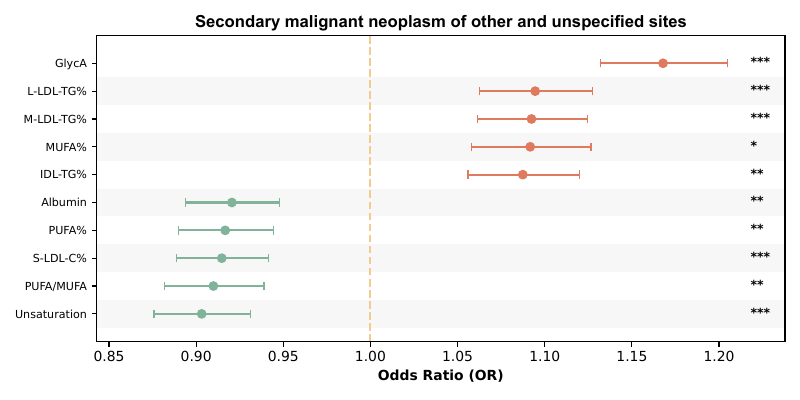 Secondary malignant neoplasm of other and unspecified sites
GlycA ***
L-LDL-TG% ***
M-LDL-TG% ***
MUFA% *
IDL-TG% **
Albumin **
PUFA% **
S-LDL-C% ***
PUFA/MUFA **
Unsaturation ***
0.85 0.90 0.95 1.00 1.05 1.10 1.15 1.20
Odds Ratio (OR)